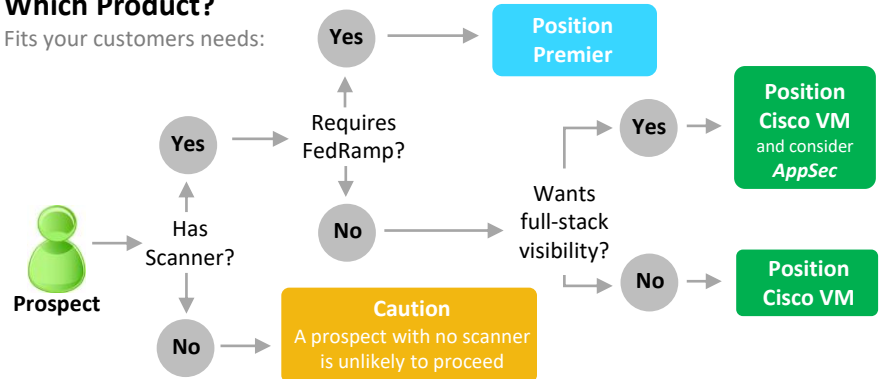 Which Product?
Fits your customers needs:
Prospect
Has
Scanner?
Yes
No
Caution
A prospect with no scanner
is unlikely to proceed
Requires
FedRamp?
Yes
Position
Premier
No
Wants
full-stack
visibility?
Yes
Position
Cisco VM
and consider
AppSec
No
Position
Cisco VM